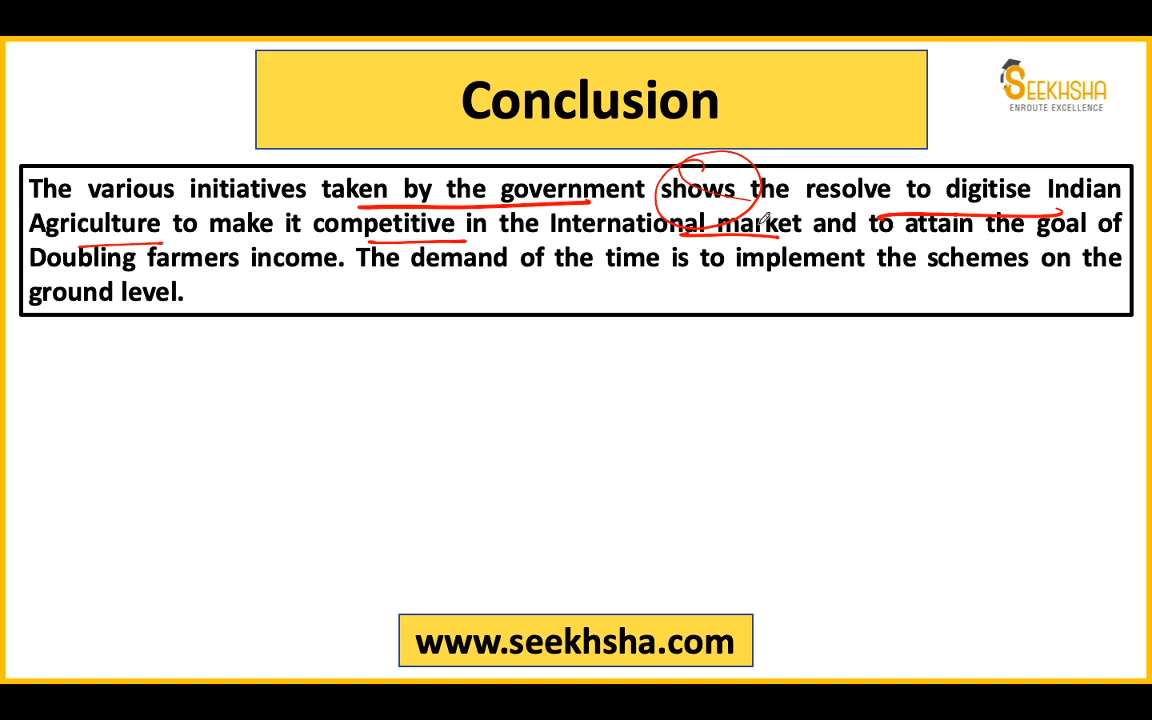 Conclusion
SEEKHSHA
ENROUTE EXCELLENCE
The various initiatives taken by the government shows the resolve to digitise Indian
Agriculture to make it competitive in the International market and to attain the goal of
Doubling farmers income. The demand of the time is to implement the schemes on the
ground level.
www.seekhsha.com